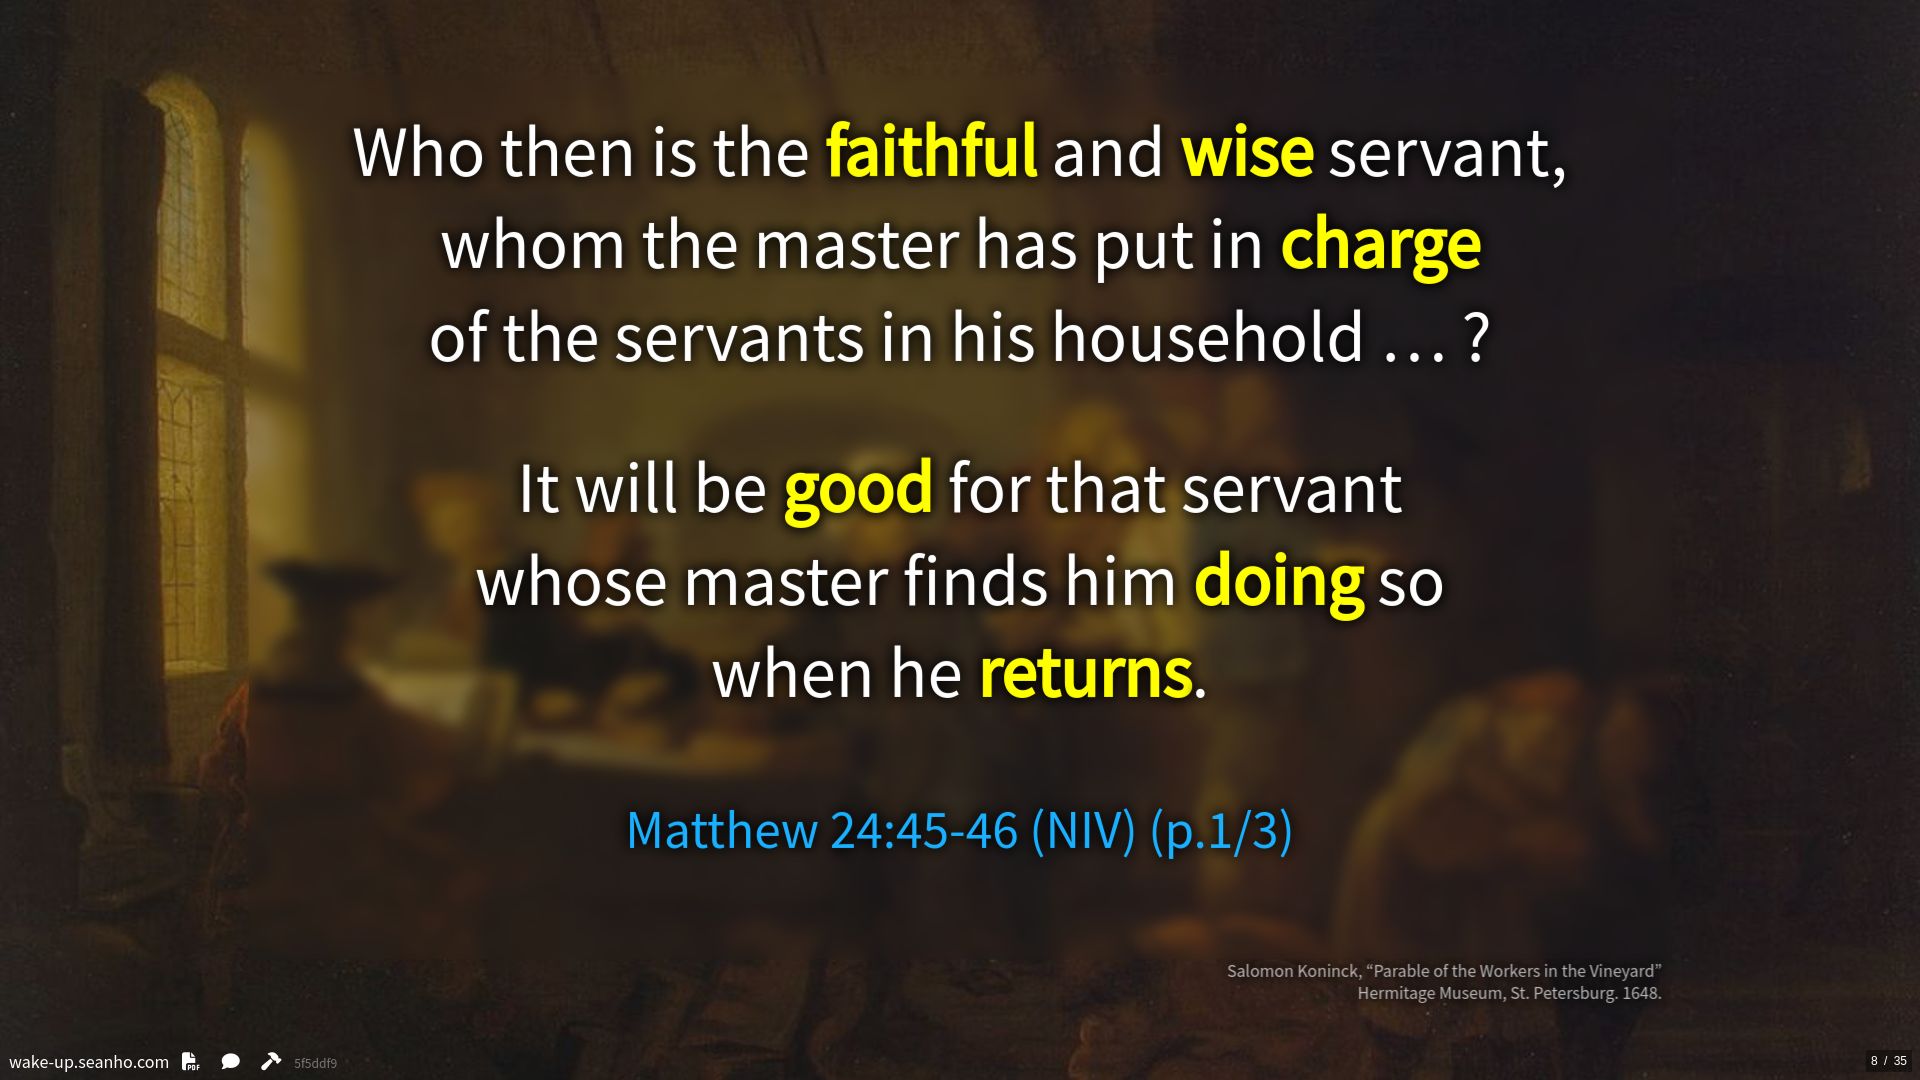 Who then is the faithful and wise servant,
whom the master has put in charge
of the servants in his household … ?
It will be good for that servant
whose master finds him doing so
when he returns.
Matthew 24:45-46 (NIV) (p.1/3)
Salomon Koninck, “Parable of the Workers in the Vineyard”
Hermitage Museum, St. Petersburg. 1648.
wake-up.seanho.com PDF 5f5ddf9
8 / 35